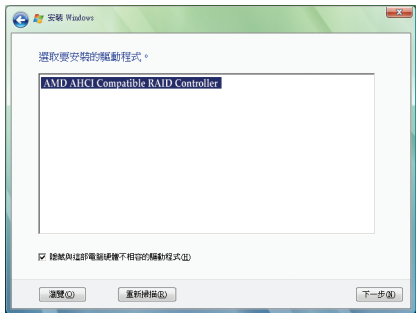 安裝 Windows
選取要安裝的驅動程式。
AMD AHCI Compatible RAID Controller
隱藏與這部電腦硬體不相容的驅動程式(H)
瀏覽(O)
重新掃描(R)
下一步(N)